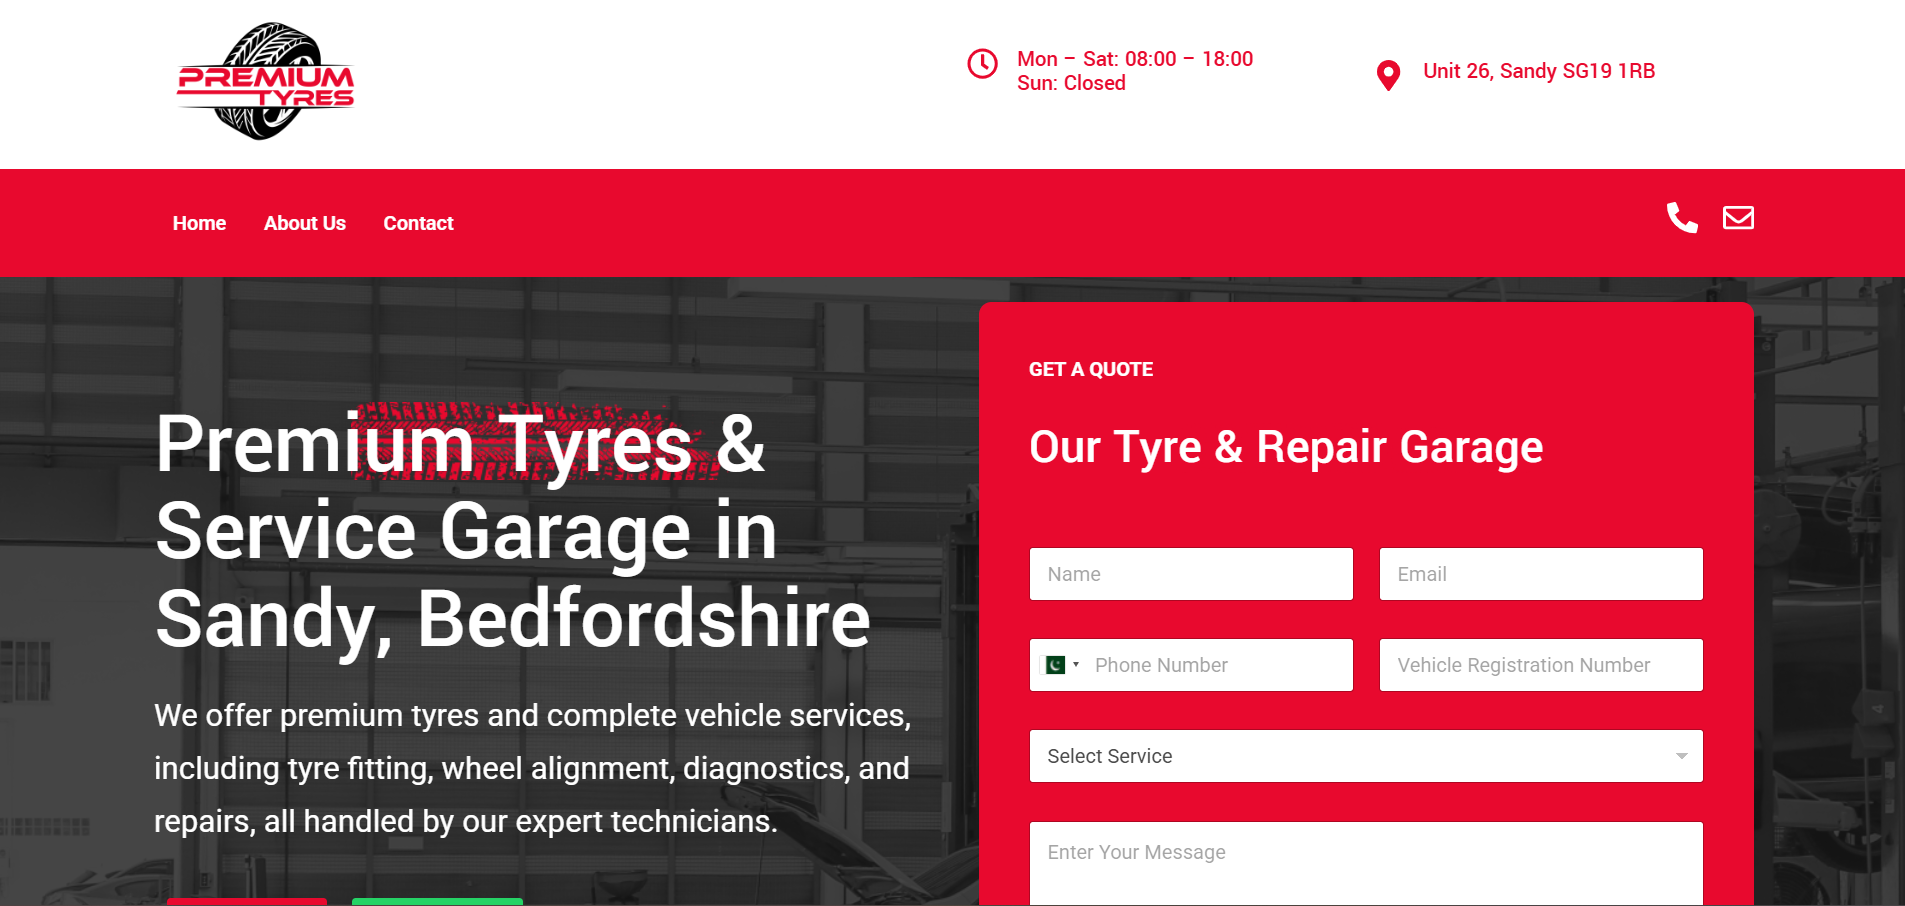 PREMIUM
TYRES
Mon – Sat: 08:00 – 18:00
Sun: Closed
Unit 26, Sandy SG19 1RB
Home
About Us
Contact
Premium Tyres &
Service Garage in
Sandy, Bedfordshire
We offer premium tyres and complete vehicle services,
including tyre fitting, wheel alignment, diagnostics, and
repairs, all handled by our expert technicians.
GET A QUOTE
Our Tyre & Repair Garage
Name
Email
Phone Number
Vehicle Registration Number
Select Service
Enter Your Message
4